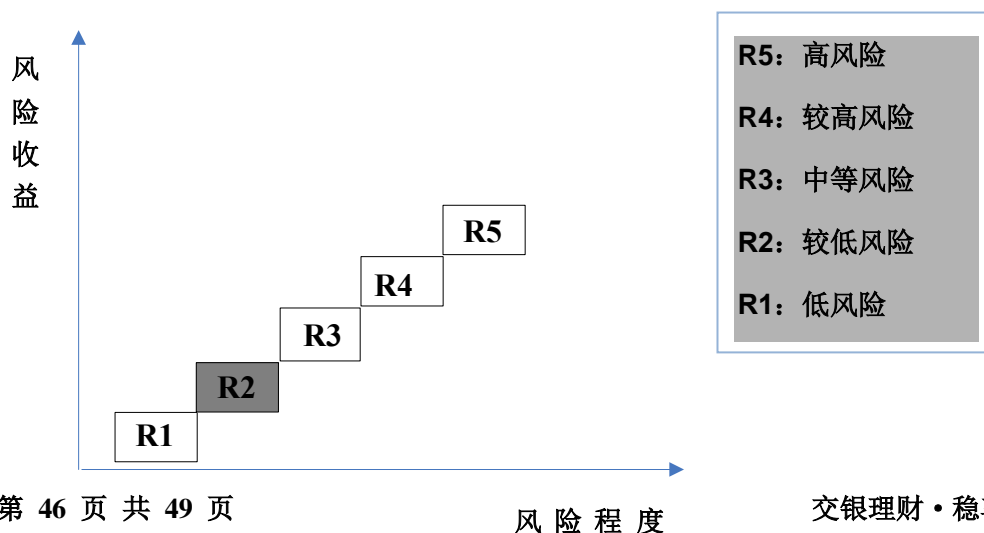 风险收益
R5：高风险
R4：较高风险
R3：中等风险
R2：较低风险
R1：低风险
R5
R4
R3
R2
R1
风险程度
第 46 页 共 49 页
交银理财·稳